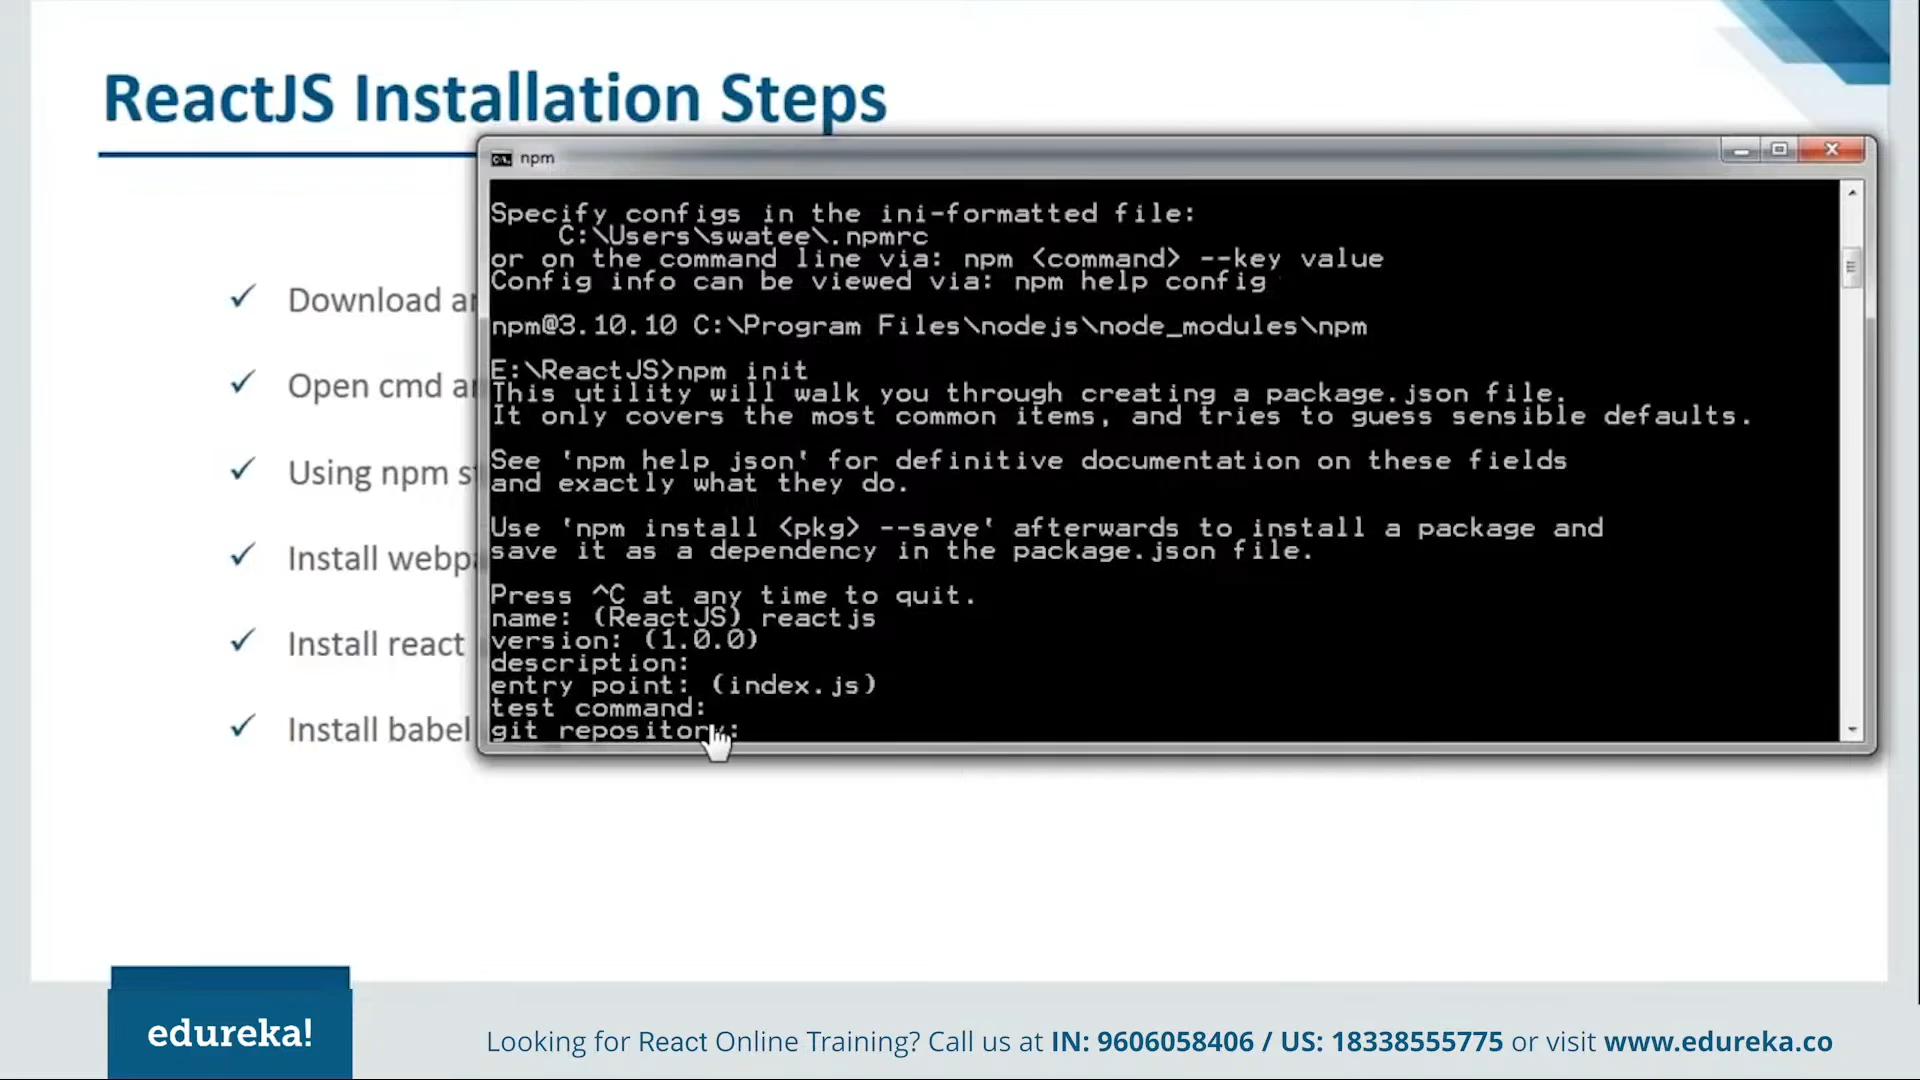 ReactJS Installation Steps
npm
Specify configs in the ini-formatted file:
C:\Users\swatee\.npmrc
or on the command line via: npm <command> --key value
Config info can be viewed via: npm help config
npm@3.10.10 C:\Program Files\nodejs\node_modules\npm
E:\ReactJS>npm init
This utility will walk you through creating a package.json file.
It only covers the most common items, and tries to guess sensible defaults.
See 'npm help json' for definitive documentation on these fields
and exactly what they do.
Use 'npm install <pkg> --save' afterwards to install a package and
save it as a dependency in the package.json file.
Press ^C at any time to quit.
name: (ReactJS) reactjs
version: (1.0.0)
description:
entry point: (index.js)
test command:
git repository:
Download
Open cmd
Using npm
Install
Install react
Install babel
edureka!
Looking for React Online Training? Call us at IN: 9606058406 / US: 18338555775 or visit www.edureka.co